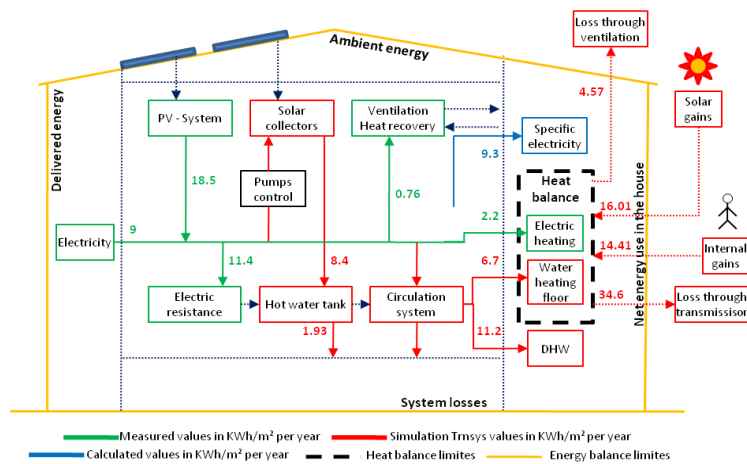 Ambient energy
Loss through
ventilation
Delivered energy
4.57
Solar
gains
PV - System
Solar
collectors
Ventilation
Heat recovery
Specific
electricity
9.3
18.5
Pumps
control
0.76
Heat
balance
16.01
Net energy use in the house
Electricity
9
2.2
Electric
heating
14.41
Internal
gains
11.4
8.4
6.7
Water
heating
floor
34.6
Loss through
transmissior
Electric
resistance
Hot water tank
Circulation
system
1.93
11.2
DHW
System losses
Measured values in KWh/m² per year
Simulation Trnsys values in KWh/m² per year
Calculated values in KWh/m² per year
Heat balance limites
Energy balance limites